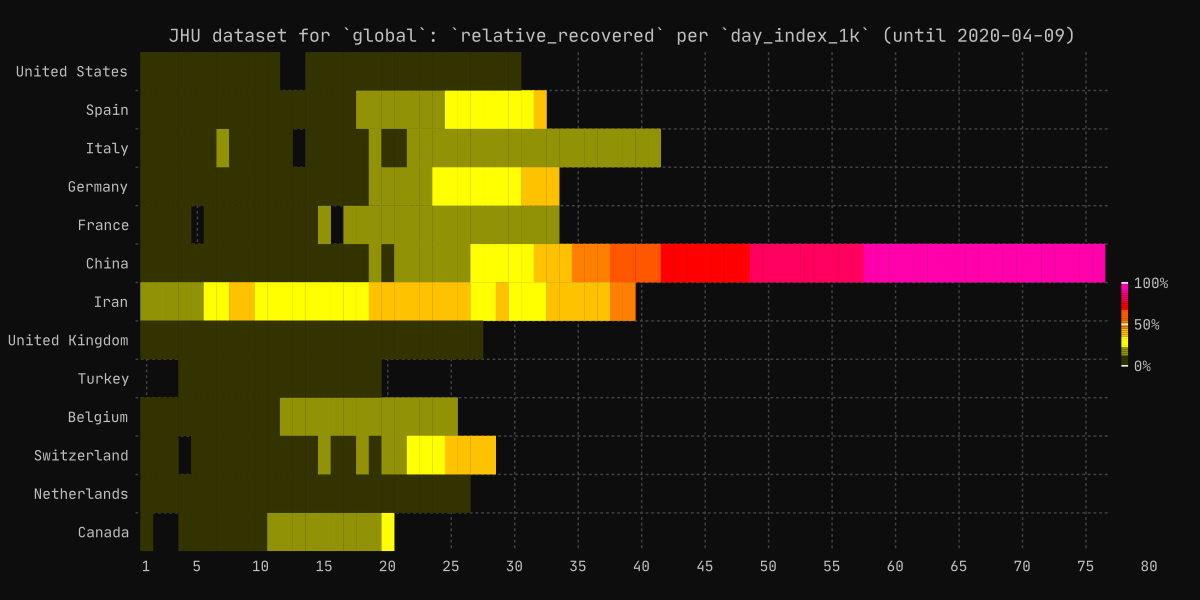 JHU dataset for `global`: `relative_recovered` per `day_index_1k` (until 2020-04-09)
United States
Spain
Italy
Germany
France
China
Iran
United Kingdom
Turkey
Belgium
Switzerland
Netherlands
Canada
100%
50%
0%
1 5 10 15 20 25 30 35 40 45 50 55 60 65 70 75 80